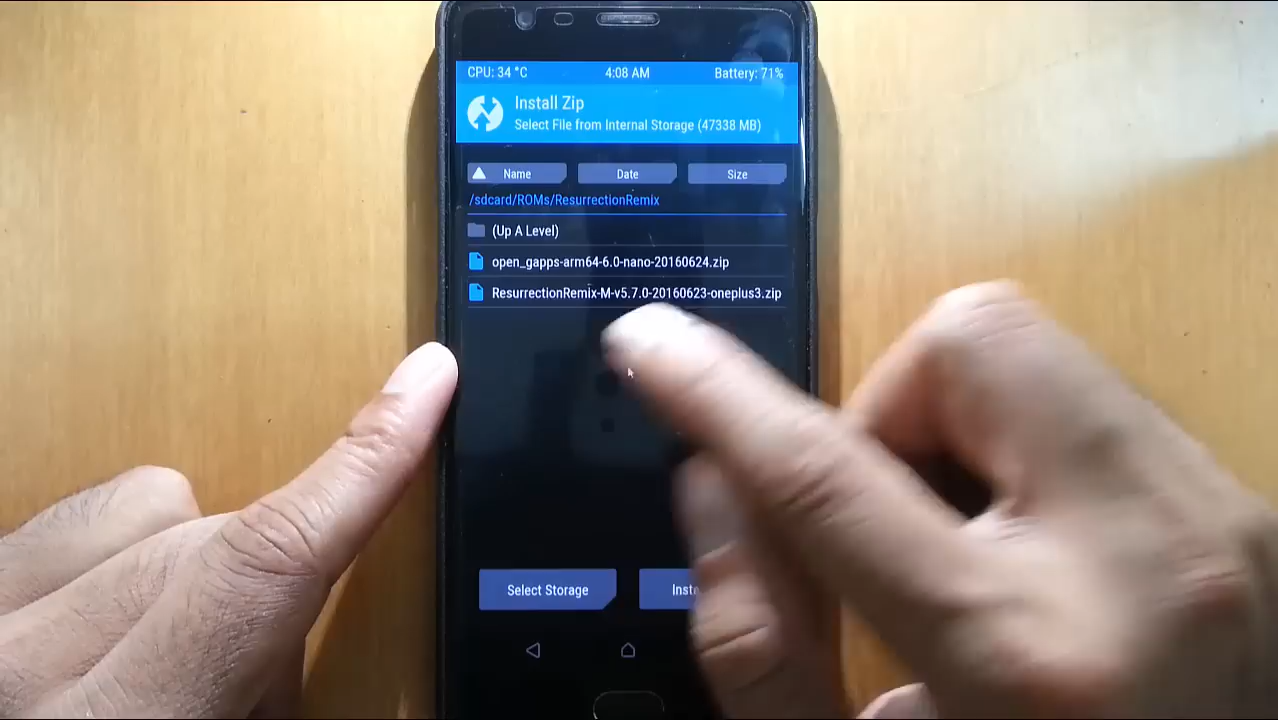 CPU: 34 °C 4:08 AM Battery: 71%
Install Zip
Select File from Internal Storage (47338 MB)
Name Date Size
/sdcard/ROMs/ResurrectionRemix
(Up A Level)
open_gapps-arm64-6.0-nano-20160624.zip
ResurrectionRemix-M-v5.7.0-20160623-oneplus3.zip
Select Storage